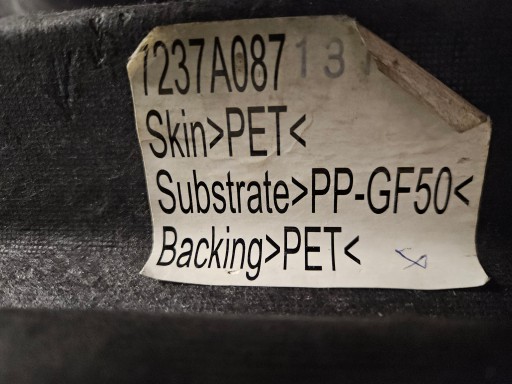 1237A087 13
Skin>PET<
Substrate>PP-GF50<
Backing>PET<